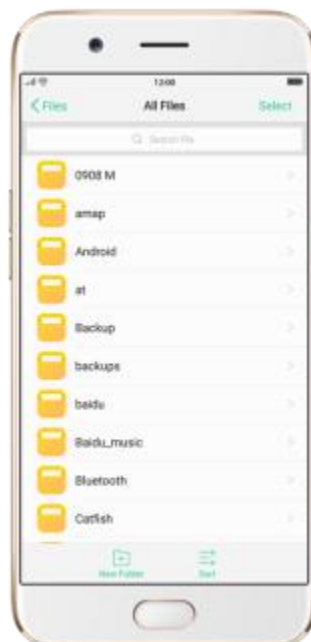 12:00
Files
All Files
Select
Search file
0908 M
amap
Android
at
Backup
backups
baidu
Baidu_music
Bluetooth
Catfish
New Folder
Sort